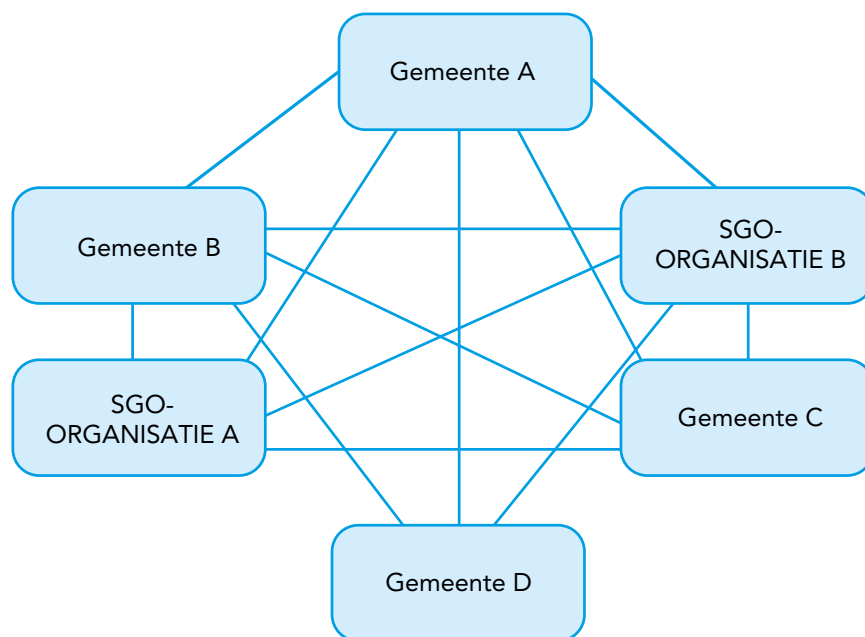 Gemeente A
Gemeente B
SGO-
ORGANISATIE B
SGO-
ORGANISATIE A
Gemeente C
Gemeente D